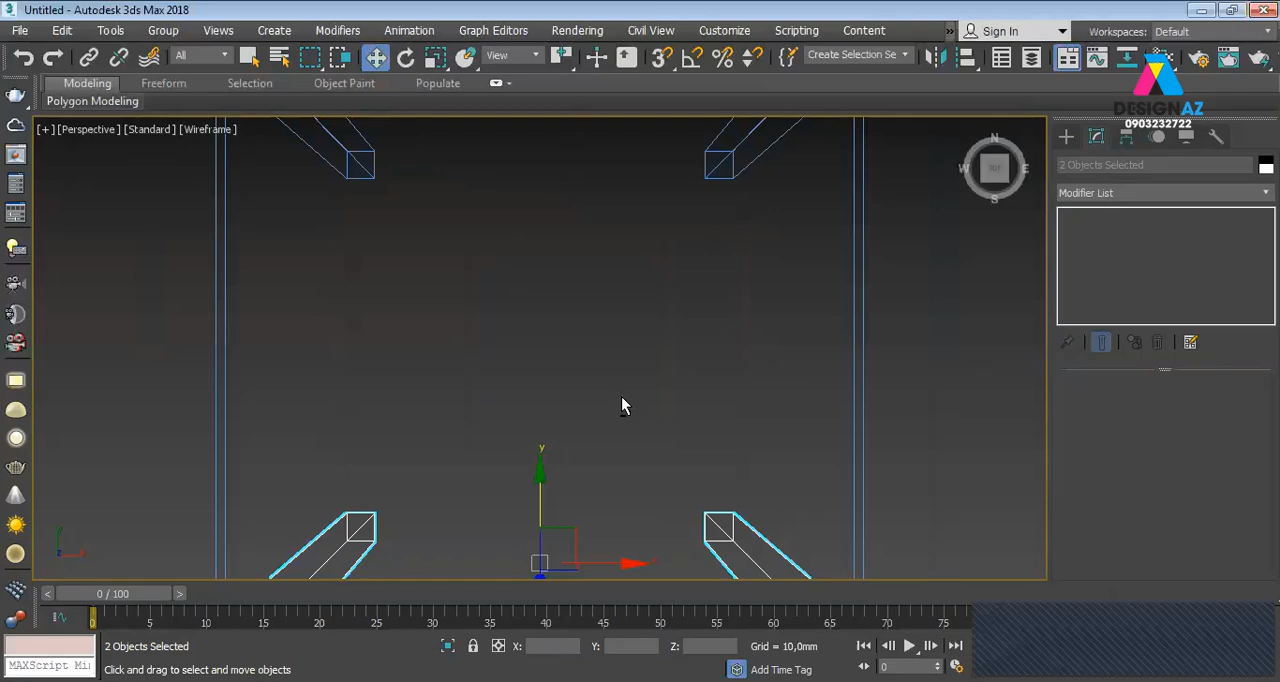 Untitled - Autodesk 3ds Max 2018
File Edit Tools Group Views Create Modifiers Animation Graph Editors Rendering Civil View Customize Scripting Content Sign In Workspaces: Default
All View Create Selection Se
Modeling Freeform Selection Object Paint Populate
Polygon Modeling
DESIGNAZ
0903232722
[+] [Perspective] [Standard] [Wireframe]
N
W E
S
TOP
2 Objects Selected
Modifier List
y
0 / 100
0 5 10 15 20 25 30 35 40 45 50 55 60 65 70 75
2 Objects Selected X: Y: Z: Grid = 10,0mm
MAXScript Mi
Click and drag to select and move objects
Add Time Tag
0